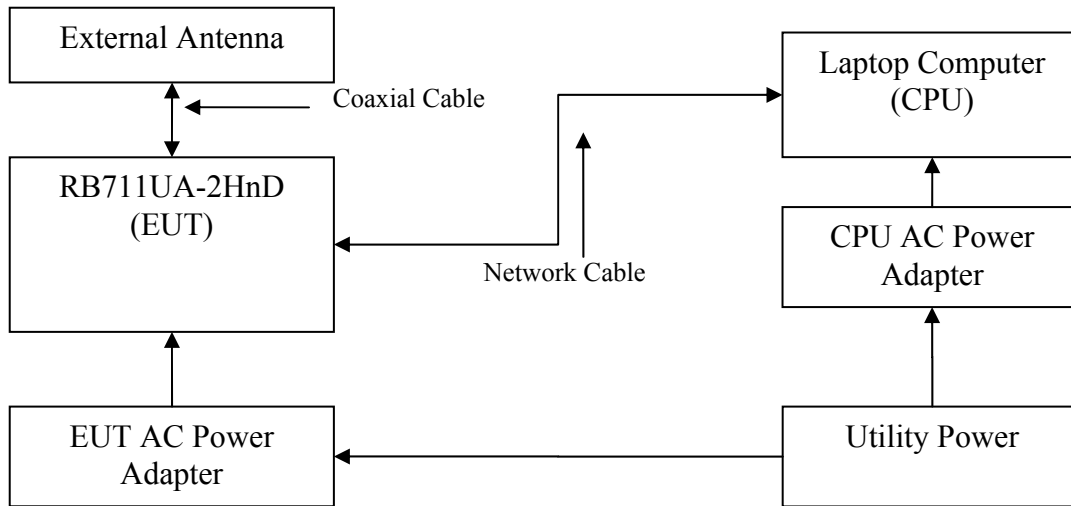 External Antenna
Coaxial Cable
Laptop Computer
(CPU)
RB711UA-2HnD
(EUT)
Network Cable
CPU AC Power
Adapter
EUT AC Power
Adapter
Utility Power